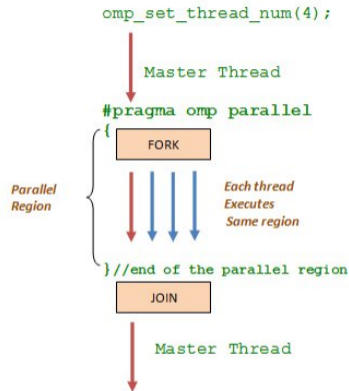 omp_set_thread_num(4);
Master Thread
#pragma omp parallel
{
FORK
Parallel
Region
Each thread
Executes
Same region
}//end of the parallel region
JOIN
Master Thread